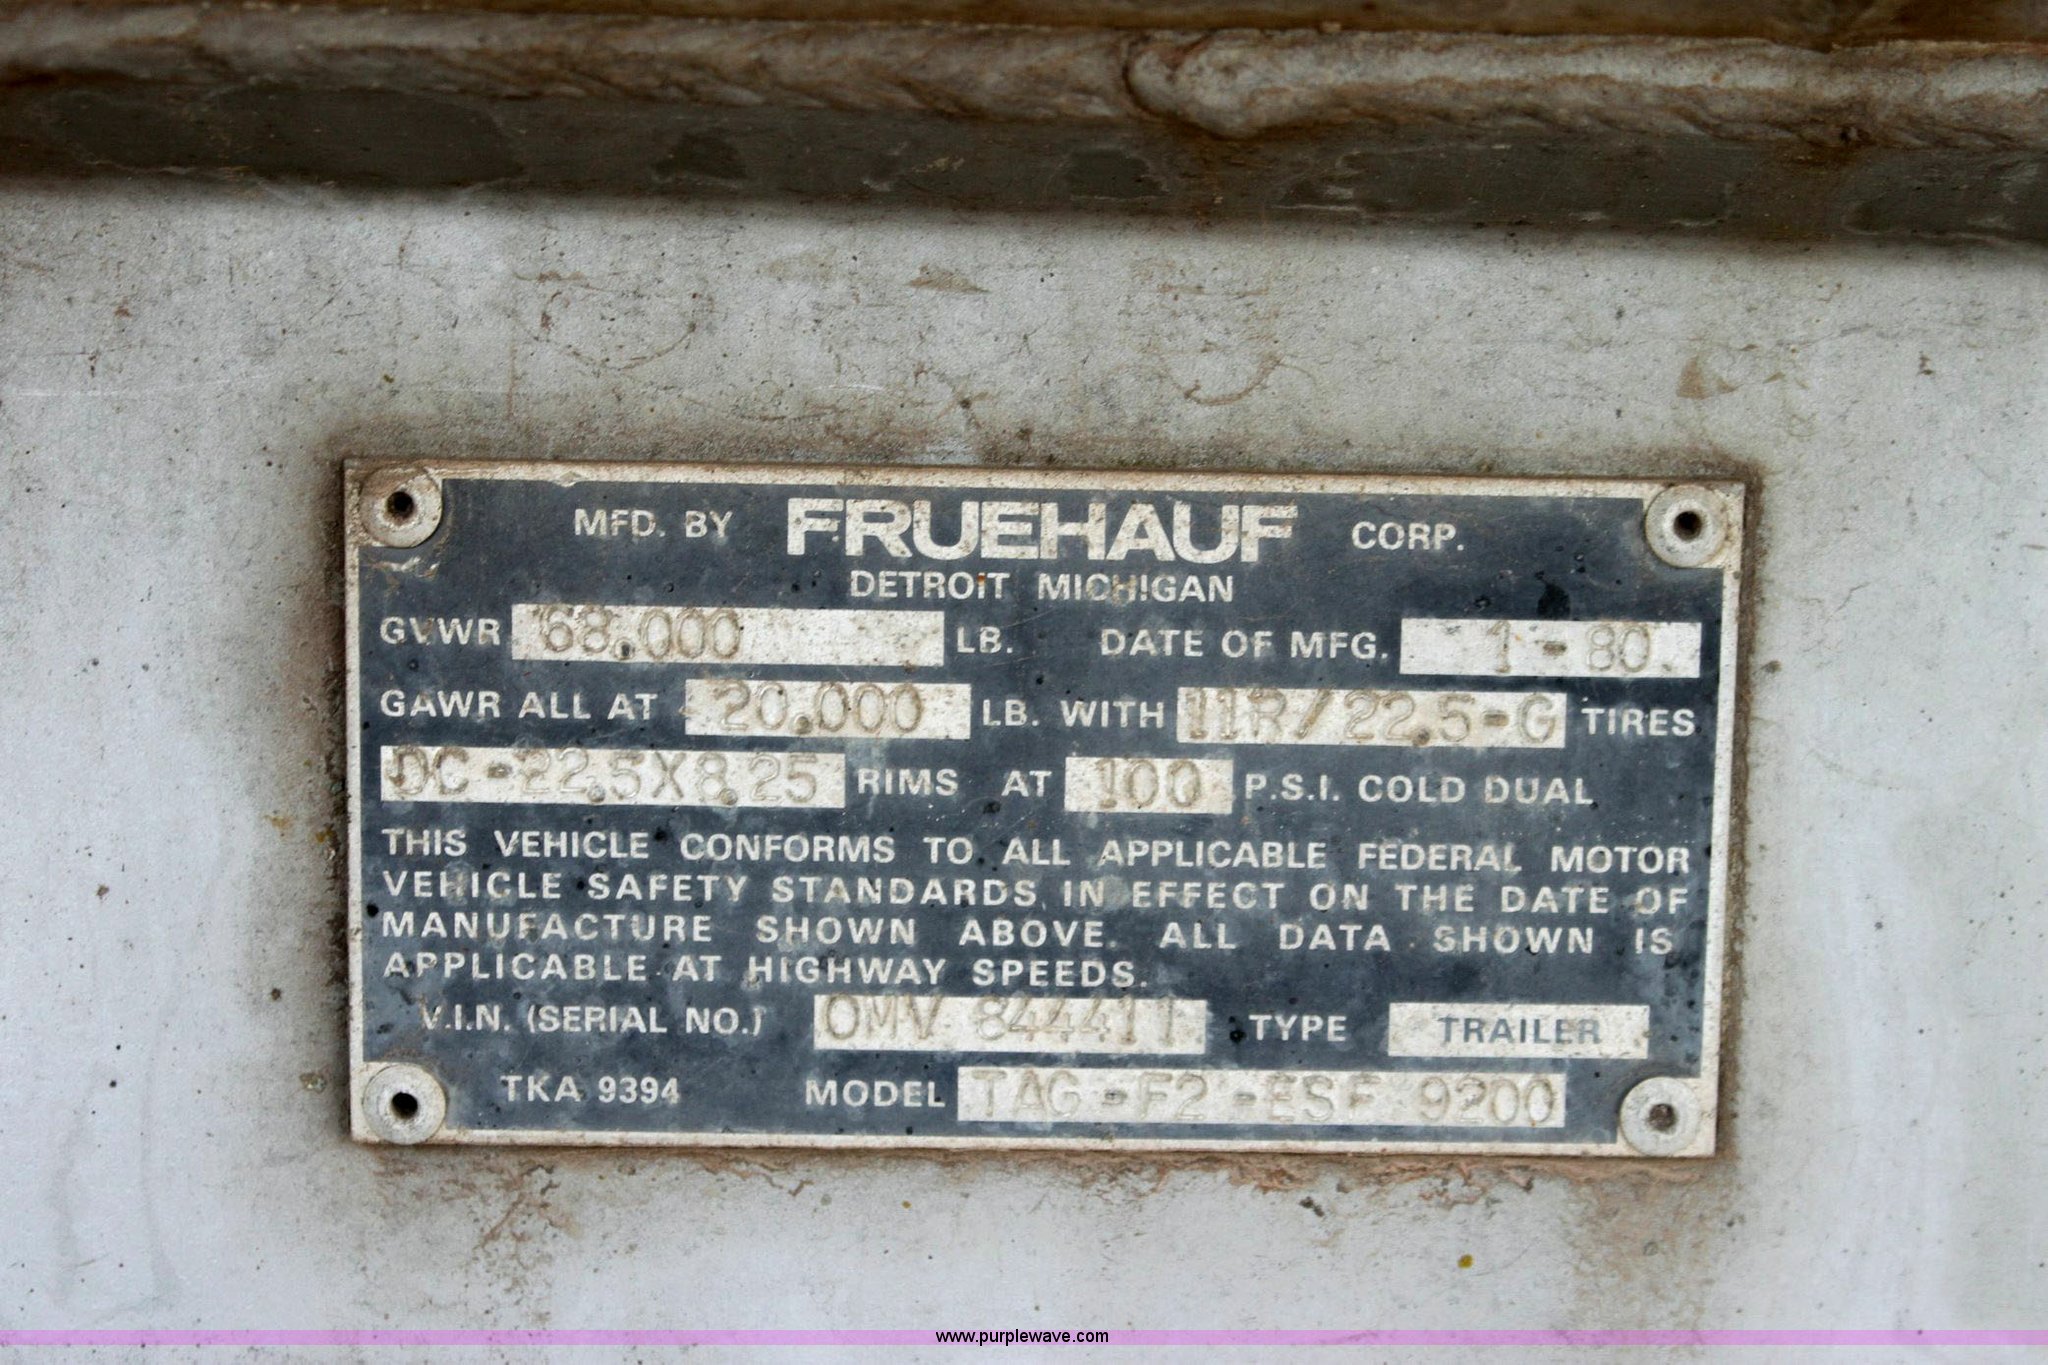 MFD. BY FRUEHAUF CORP.
DETROIT MICHIGAN
GVWR 68.000 LB. DATE OF MFG. 1-80
GAWR ALL AT 20.000 LB. WITH 11R/22.5-G TIRES
DC-22.5X8.25 RIMS AT 100 P.S.I. COLD DUAL
THIS VEHICLE CONFORMS TO ALL APPLICABLE FEDERAL MOTOR
VEHICLE SAFETY STANDARDS IN EFFECT ON THE DATE OF
MANUFACTURE SHOWN ABOVE. ALL DATA SHOWN IS
APPLICABLE AT HIGHWAY SPEEDS.
V.I.N. (SERIAL NO.) OMV 844411 TYPE TRAILER
TKA 9394 MODEL TAG-F2-ESF 9200
www.purplewave.com